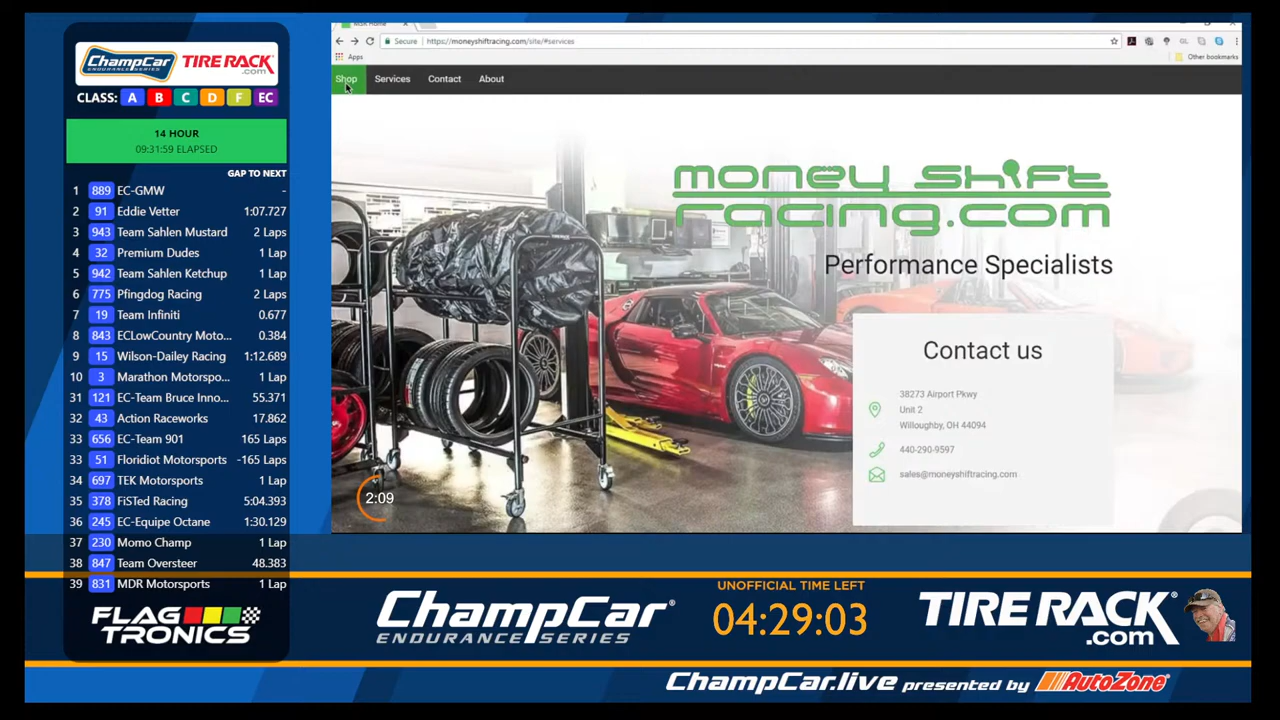 ChampCar
ENDURANCE SERIES
TIRE RACK
.com
CLASS: A B C D F EC
14 HOUR
09:31:59 ELAPSED
GAP TO NEXT
1 889 EC-GMW -
2 91 Eddie Vetter 1:07.727
3 943 Team Sahlen Mustard 2 Laps
4 32 Premium Dudes 1 Lap
5 942 Team Sahlen Ketchup 1 Lap
6 775 Pfingdog Racing 2 Laps
7 19 Team Infiniti 0.677
8 843 ECLowCountry Moto... 0.384
9 15 Wilson-Dailey Racing 1:12.689
10 3 Marathon Motorspo... 1 Lap
31 121 EC-Team Bruce Inno... 55.371
32 43 Action Raceworks 17.862
33 656 EC-Team 901 165 Laps
33 51 Floridiot Motorsports -165 Laps
34 697 TEK Motorsports 1 Lap
35 378 FiSTed Racing 5:04.393
36 245 EC-Equipe Octane 1:30.129
37 230 Momo Champ 1 Lap
38 847 Team Oversteer 48.383
39 831 MDR Motorsports 1 Lap
FLAG
TRONICS
MSR Home
Secure https://moneyshiftracing.com/site/#services
Apps
Other bookmarks
Shop Services Contact About
money shift
racing.com
Performance Specialists
Contact us
38273 Airport Pkwy
Unit 2
Willoughby, OH 44094
440-290-9597
sales@moneyshiftracing.com
2:09
ChampCar®
ENDURANCE SERIES
UNOFFICIAL TIME LEFT
04:29:03
TIRE RACK®
.com
ChampCar.live presented by AutoZone